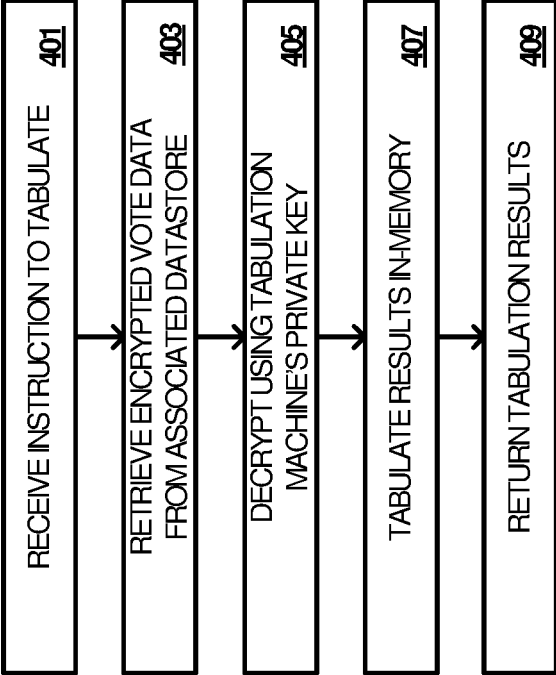 RECEIVE INSTRUCTION TO TABULATE
401
RETRIEVE ENCRYPTED VOTE DATA
FROM ASSOCIATED DATASTORE
403
DECRYPT USING TABULATION
MACHINE'S PRIVATE KEY
405
TABULATE RESULTS IN-MEMORY
407
RETURN TABULATION RESULTS
409